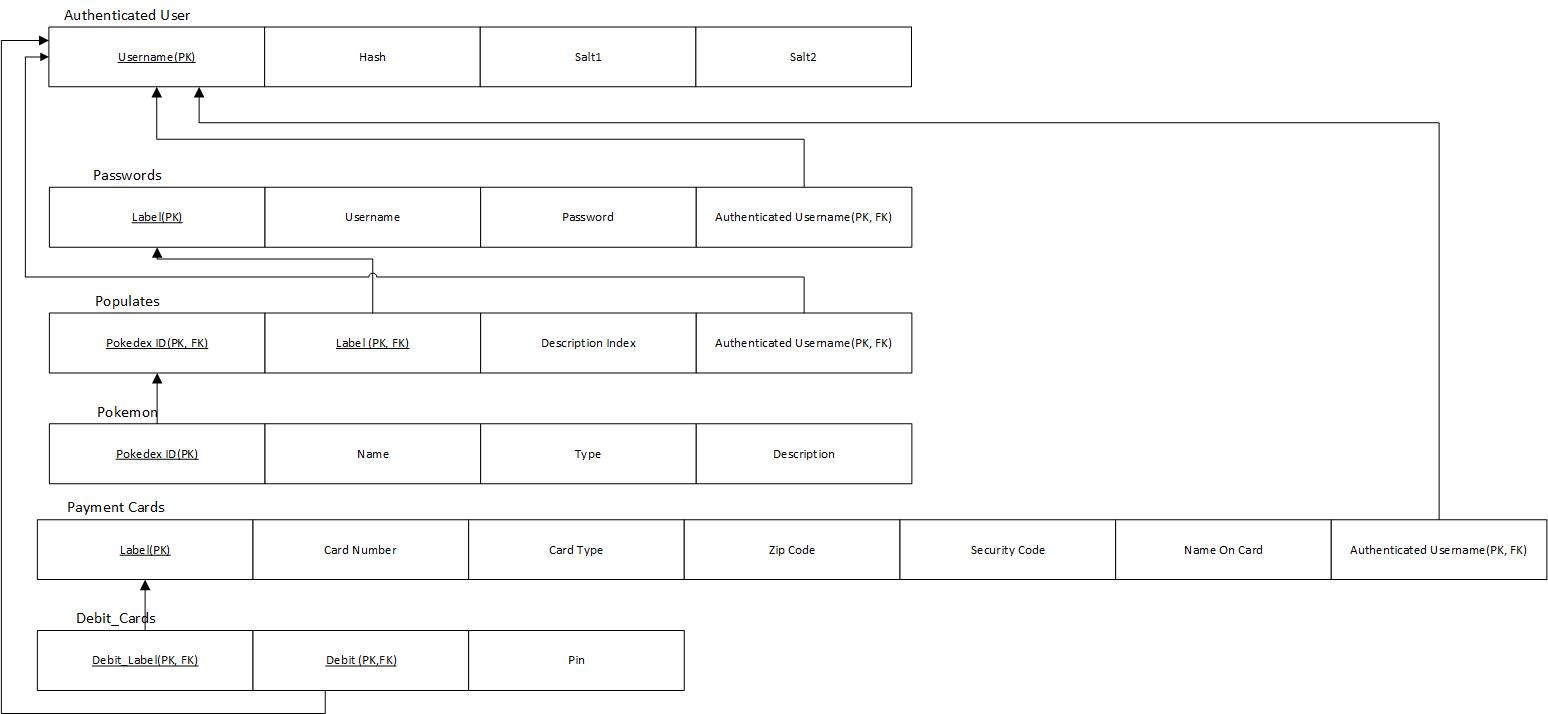 Authenticated User
Username(PK)
Hash
Salt1
Salt2
Passwords
Label(PK)
Username
Password
Authenticated Username(PK, FK)
Populates
Pokedex ID(PK, FK)
Label (PK, FK)
Description Index
Authenticated Username(PK, FK)
Pokemon
Pokedex ID(PK)
Name
Type
Description
Payment Cards
Label(PK)
Card Number
Card Type
Zip Code
Security Code
Name On Card
Authenticated Username(PK, FK)
Debit_Cards
Debit_Label(PK, FK)
Debit (PK,FK)
Pin